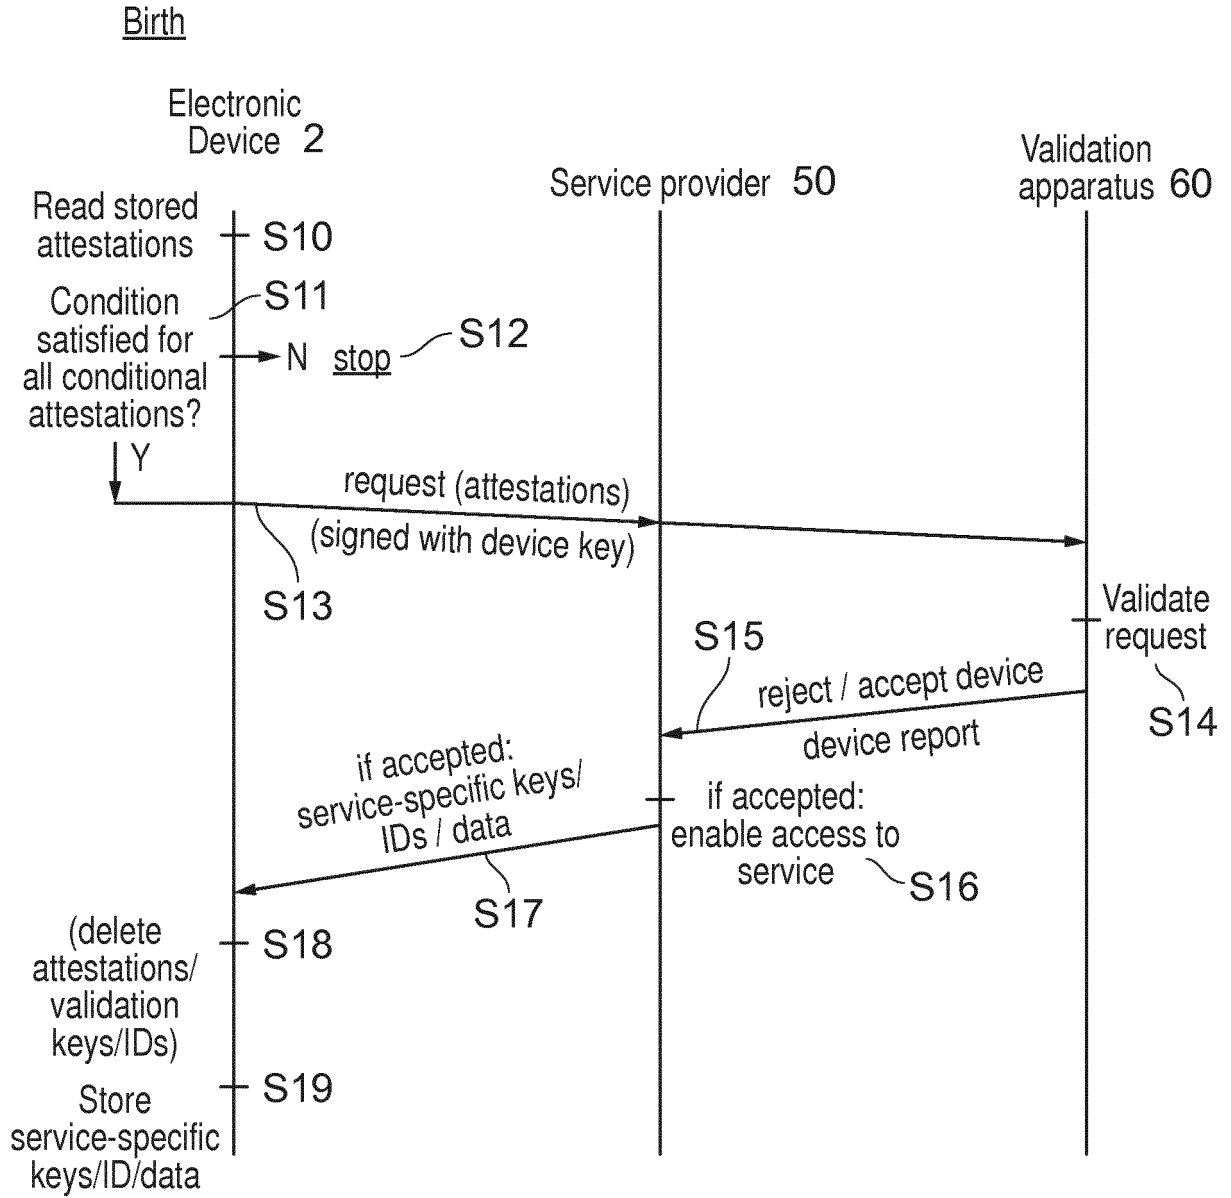 Birth
Electronic
Device 2
Service provider 50
Validation
apparatus 60
Read stored
attestations
S10
Condition
satisfied for
all conditional
attestations?
S11
N stop
S12
Y
request (attestations)
(signed with device key)
S13
Validate
request
S14
S15
reject / accept device
device report
if accepted:
enable access to
service
S16
if accepted:
service-specific keys/
IDs / data
S17
(delete
attestations/
validation
keys/IDs)
S18
S19
Store
service-specific
keys/ID/data